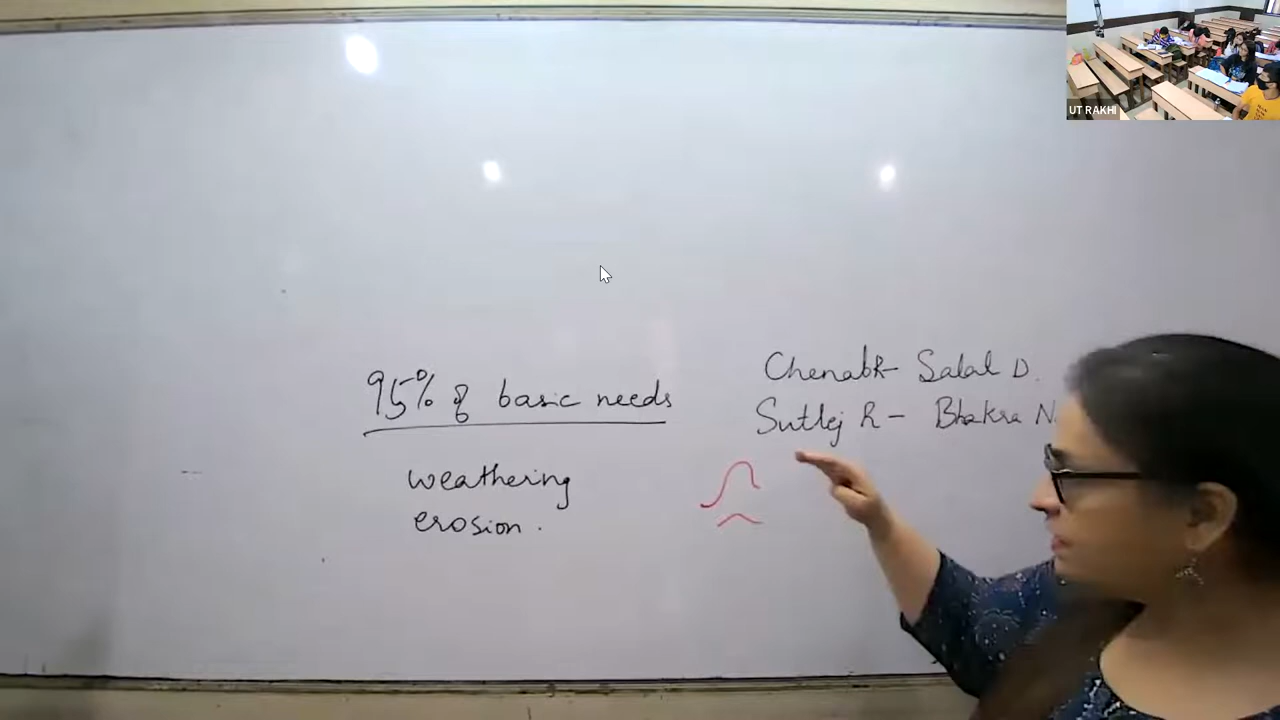 UT RAKHI
95% of basic needs
weathering
erosion.
Chenab R- Salal D.
Sutlej R- Bhakra N